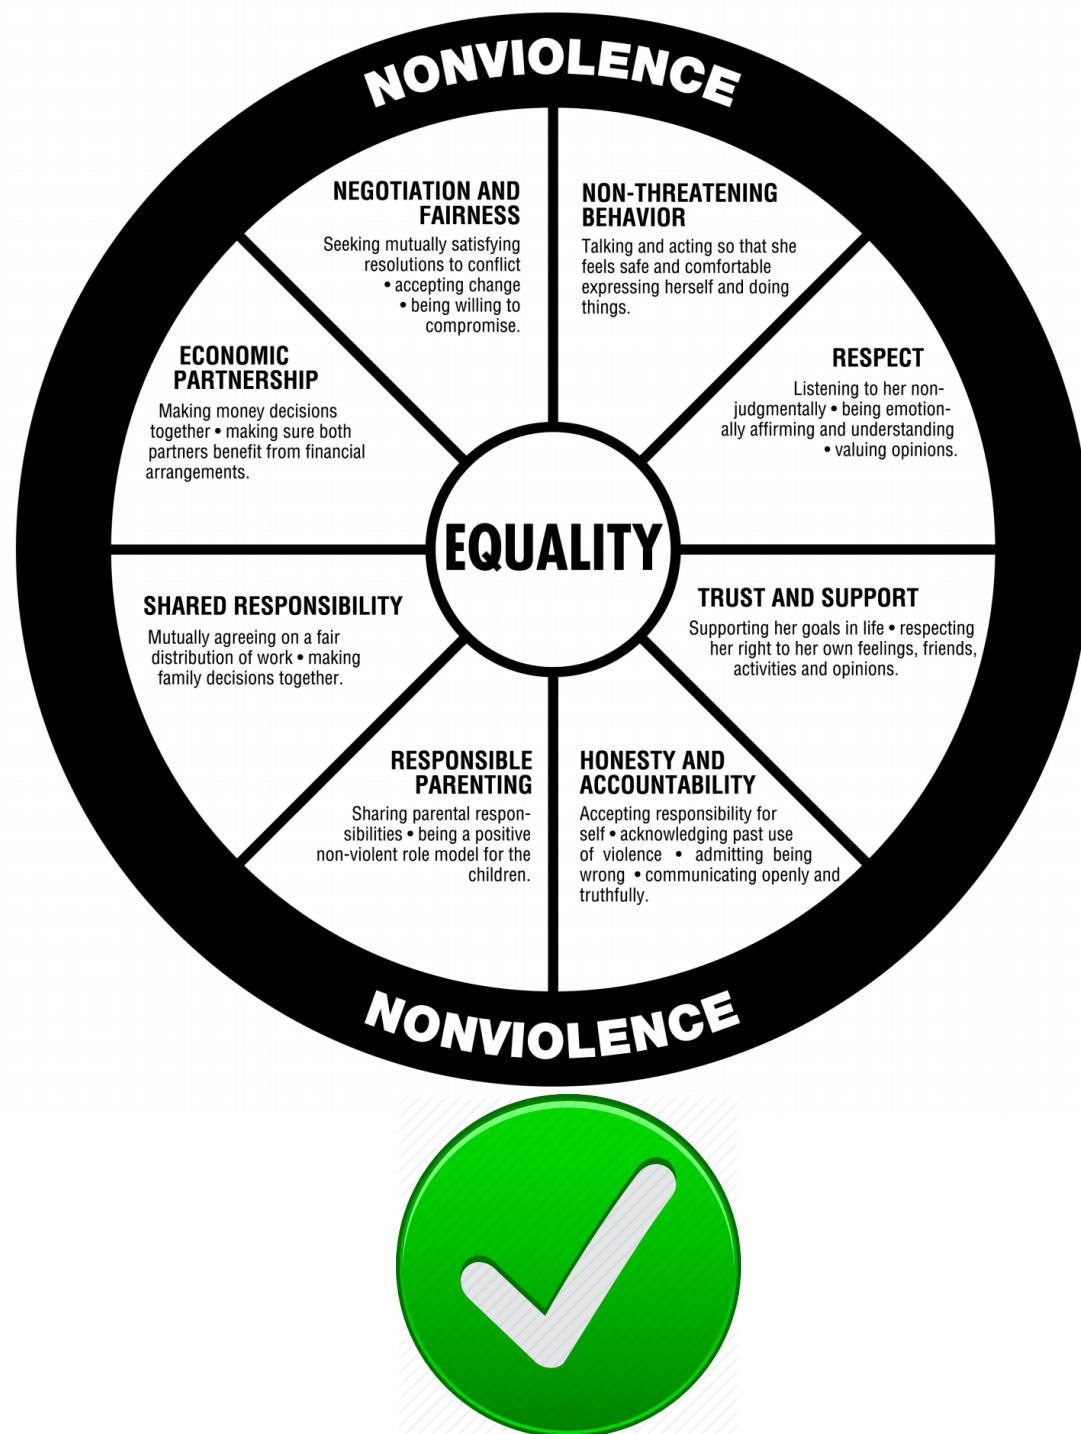 NONVIOLENCE
NEGOTIATION AND
FAIRNESS
Seeking mutually satisfying
resolutions to conflict
• accepting change
• being willing to
compromise.
NON-THREATENING
BEHAVIOR
Talking and acting so that she
feels safe and comfortable
expressing herself and doing
things.
ECONOMIC
PARTNERSHIP
Making money decisions
together • making sure both
partners benefit from financial
arrangements.
RESPECT
Listening to her non-
judgmentally • being emotion-
ally affirming and understanding
• valuing opinions.
EQUALITY
SHARED RESPONSIBILITY
Mutually agreeing on a fair
distribution of work • making
family decisions together.
TRUST AND SUPPORT
Supporting her goals in life • respecting
her right to her own feelings, friends,
activities and opinions.
RESPONSIBLE
PARENTING
Sharing parental respon-
sibilities • being a positive
non-violent role model for the
children.
HONESTY AND
ACCOUNTABILITY
Accepting responsibility for
self • acknowledging past use
of violence • admitting being
wrong • communicating openly and
truthfully.
NONVIOLENCE